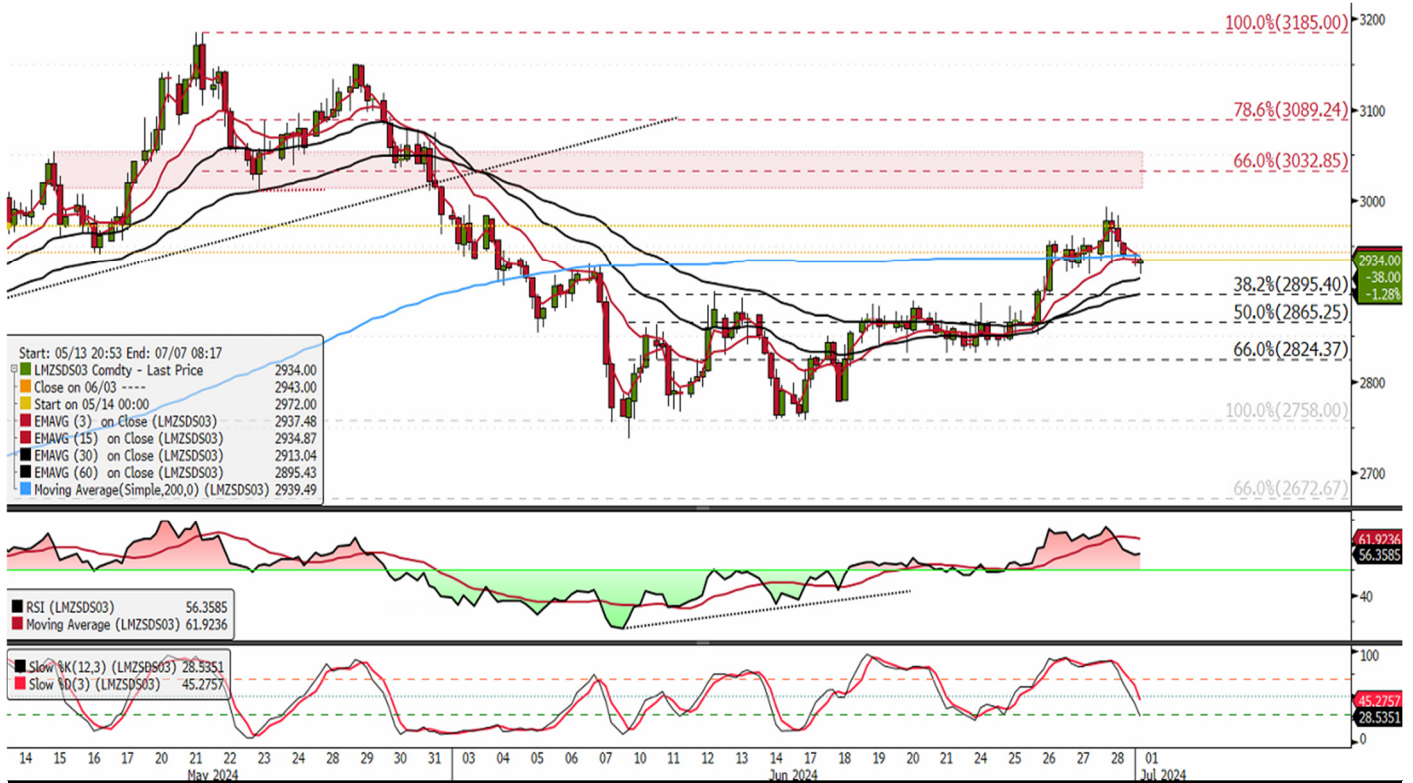 3200
100.0%(3185.00)
3100
78.6%(3089.24)
66.0%(3032.85)
3000
2934.00
-38.00
-1.28%
38.2%(2895.40)
50.0%(2865.25)
66.0%(2824.37)
2800
100.0%(2758.00)
2700
66.0%(2672.67)
Start: 05/13 20:53 End: 07/07 08:17
LMZSDS03 Comdty - Last Price 2934.00
Close on 06/03 ---- 2943.00
Start on 05/14 00:00 2972.00
EMAVG (3) on Close (LMZSDS03) 2937.48
EMAVG (15) on Close (LMZSDS03) 2934.87
EMAVG (30) on Close (LMZSDS03) 2913.04
EMAVG (60) on Close (LMZSDS03) 2895.43
Moving Average(Simple,200,0) (LMZSDS03) 2939.49
61.9236
56.3585
40
RSI (LMZSDS03) 56.3585
Moving Average (LMZSDS03) 61.9236
100
Slow %K(12,3) (LMZSDS03) 28.5351
Slow %D(3) (LMZSDS03) 45.2757
45.2757
28.5351
0
14 15 16 17 20 21 22 23 24 28 29 30 31 03 04 05 06 07 10 11 12 13 14 17 18 19 20 21 24 25 26 27 28 01
May 2024 Jun 2024 Jul 2024